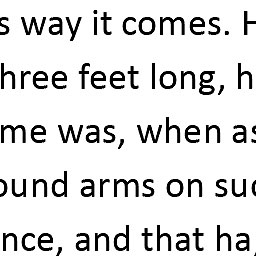 s way it comes. H
hree feet long, h
me was, when as
ound arms on suc
nce, and that ha,